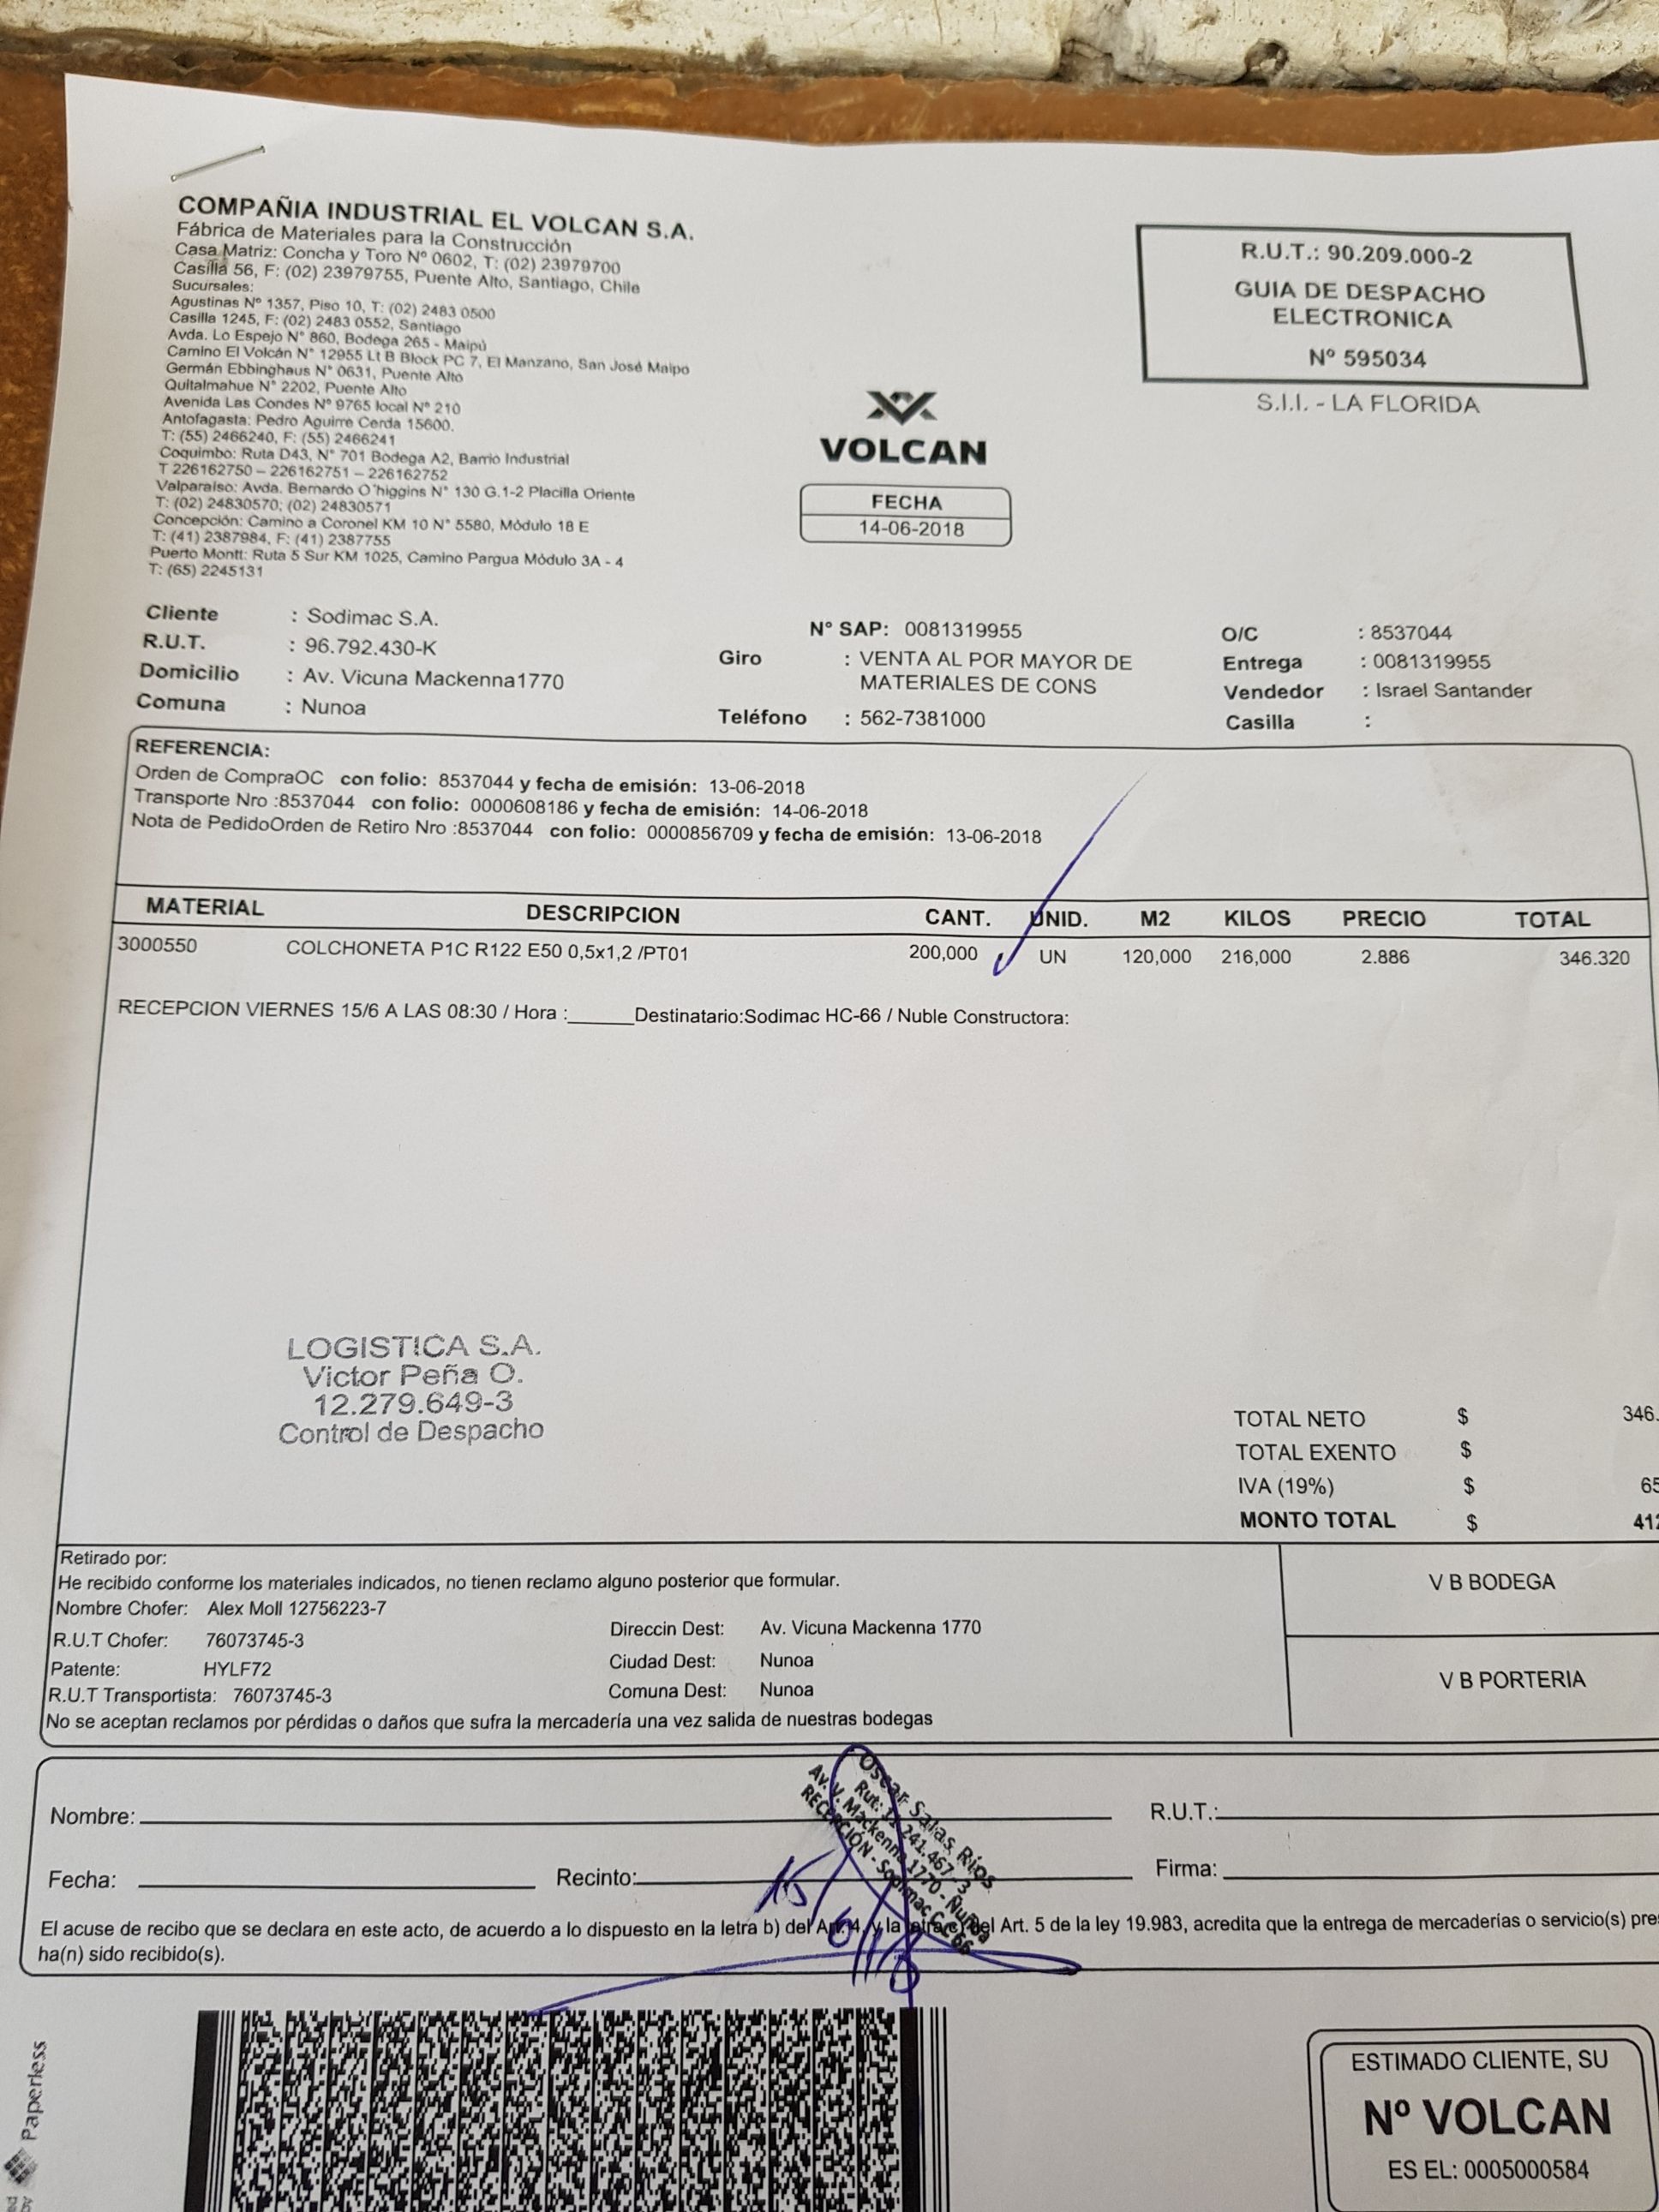 COMPAÑIA INDUSTRIAL EL VOLCAN S.A.
Fábrica de Materiales para la Construcción
Casa Matriz: Concha y Toro Nº 0602, T: (02) 23979700
Casilla 56, F: (02) 23979755, Puente Alto, Santiago, Chile
Sucursales:
Agustinas Nº 1357, Piso 10, T: (02) 2483 0500
Casilla 1245, F: (02) 2483 0552, Santiago
Avda. Lo Espejo N° 860, Bodega 265 - Maipú
Camino El Volcán N° 12955 Lt B Block PC 7, El Manzano, San José Maipo
Germán Ebbinghaus N° 0631, Puente Alto
Quitalmahue N° 2202, Puente Alto
Avenida Las Condes Nº 9765 local N° 210
Antofagasta: Pedro Aguirre Cerda 15600.
T: (55) 2466240, F: (55) 2466241
Coquimbo: Ruta D43, N° 701 Bodega A2, Barrio Industrial
T 226162750 – 226162751 – 226162752
Valparaíso: Avda. Bernardo O'higgins N° 130 G.1-2 Placilla Oriente
T: (02) 24830570; (02) 24830571
Concepción: Camino a Coronel KM 10 N° 5580, Módulo 18 E
T: (41) 2387984, F: (41) 2387755
Puerto Montt: Ruta 5 Sur KM 1025, Camino Pargua Módulo 3A - 4
T: (65) 2245131
VOLCAN
FECHA
14-06-2018
R.U.T.: 90.209.000-2
GUIA DE DESPACHO
ELECTRONICA
Nº 595034
S.I.I. - LA FLORIDA
Cliente : Sodimac S.A.
R.U.T. : 96.792.430-K
Domicilio : Av. Vicuna Mackenna1770
Comuna : Nunoa
N° SAP: 0081319955
Giro : VENTA AL POR MAYOR DE
MATERIALES DE CONS
Teléfono : 562-7381000
O/C : 8537044
Entrega : 0081319955
Vendedor : Israel Santander
Casilla :
REFERENCIA:
Orden de CompraOC con folio: 8537044 y fecha de emisión: 13-06-2018
Transporte Nro :8537044 con folio: 0000608186 y fecha de emisión: 14-06-2018
Nota de PedidoOrden de Retiro Nro :8537044 con folio: 0000856709 y fecha de emisión: 13-06-2018
MATERIAL DESCRIPCION CANT. UNID. M2 KILOS PRECIO TOTAL
3000550 COLCHONETA P1C R122 E50 0,5x1,2 /PT01 200,000 UN 120,000 216,000 2.886 346.320
RECEPCION VIERNES 15/6 A LAS 08:30 / Hora :______Destinatario:Sodimac HC-66 / Nuble Constructora:
LOGISTICA S.A.
Victor Peña O.
12.279.649-3
Control de Despacho
TOTAL NETO $ 346.
TOTAL EXENTO $
IVA (19%) $ 65
MONTO TOTAL $ 412
Retirado por:
He recibido conforme los materiales indicados, no tienen reclamo alguno posterior que formular.
Nombre Chofer: Alex Moll 12756223-7
R.U.T Chofer: 76073745-3
Patente: HYLF72
R.U.T Transportista: 76073745-3
Direccin Dest: Av. Vicuna Mackenna 1770
Ciudad Dest: Nunoa
Comuna Dest: Nunoa
No se aceptan reclamos por pérdidas o daños que sufra la mercadería una vez salida de nuestras bodegas
V B BODEGA
V B PORTERIA
Oscar Salas Ríos
Rut: 11.241.467-3
Av. V. Mackenna 1770 - Ñuñoa
RECEPCIÓN - Sodimac C-66
Nombre:
R.U.T.:
Fecha:
Recinto:
Firma:
15/6/18
El acuse de recibo que se declara en este acto, de acuerdo a lo dispuesto en la letra b) del Art. 4, y la letra c) del Art. 5 de la ley 19.983, acredita que la entrega de mercaderías o servicio(s) pre
ha(n) sido recibido(s).
Paperless
ESTIMADO CLIENTE, SU
Nº VOLCAN
ES EL: 0005000584